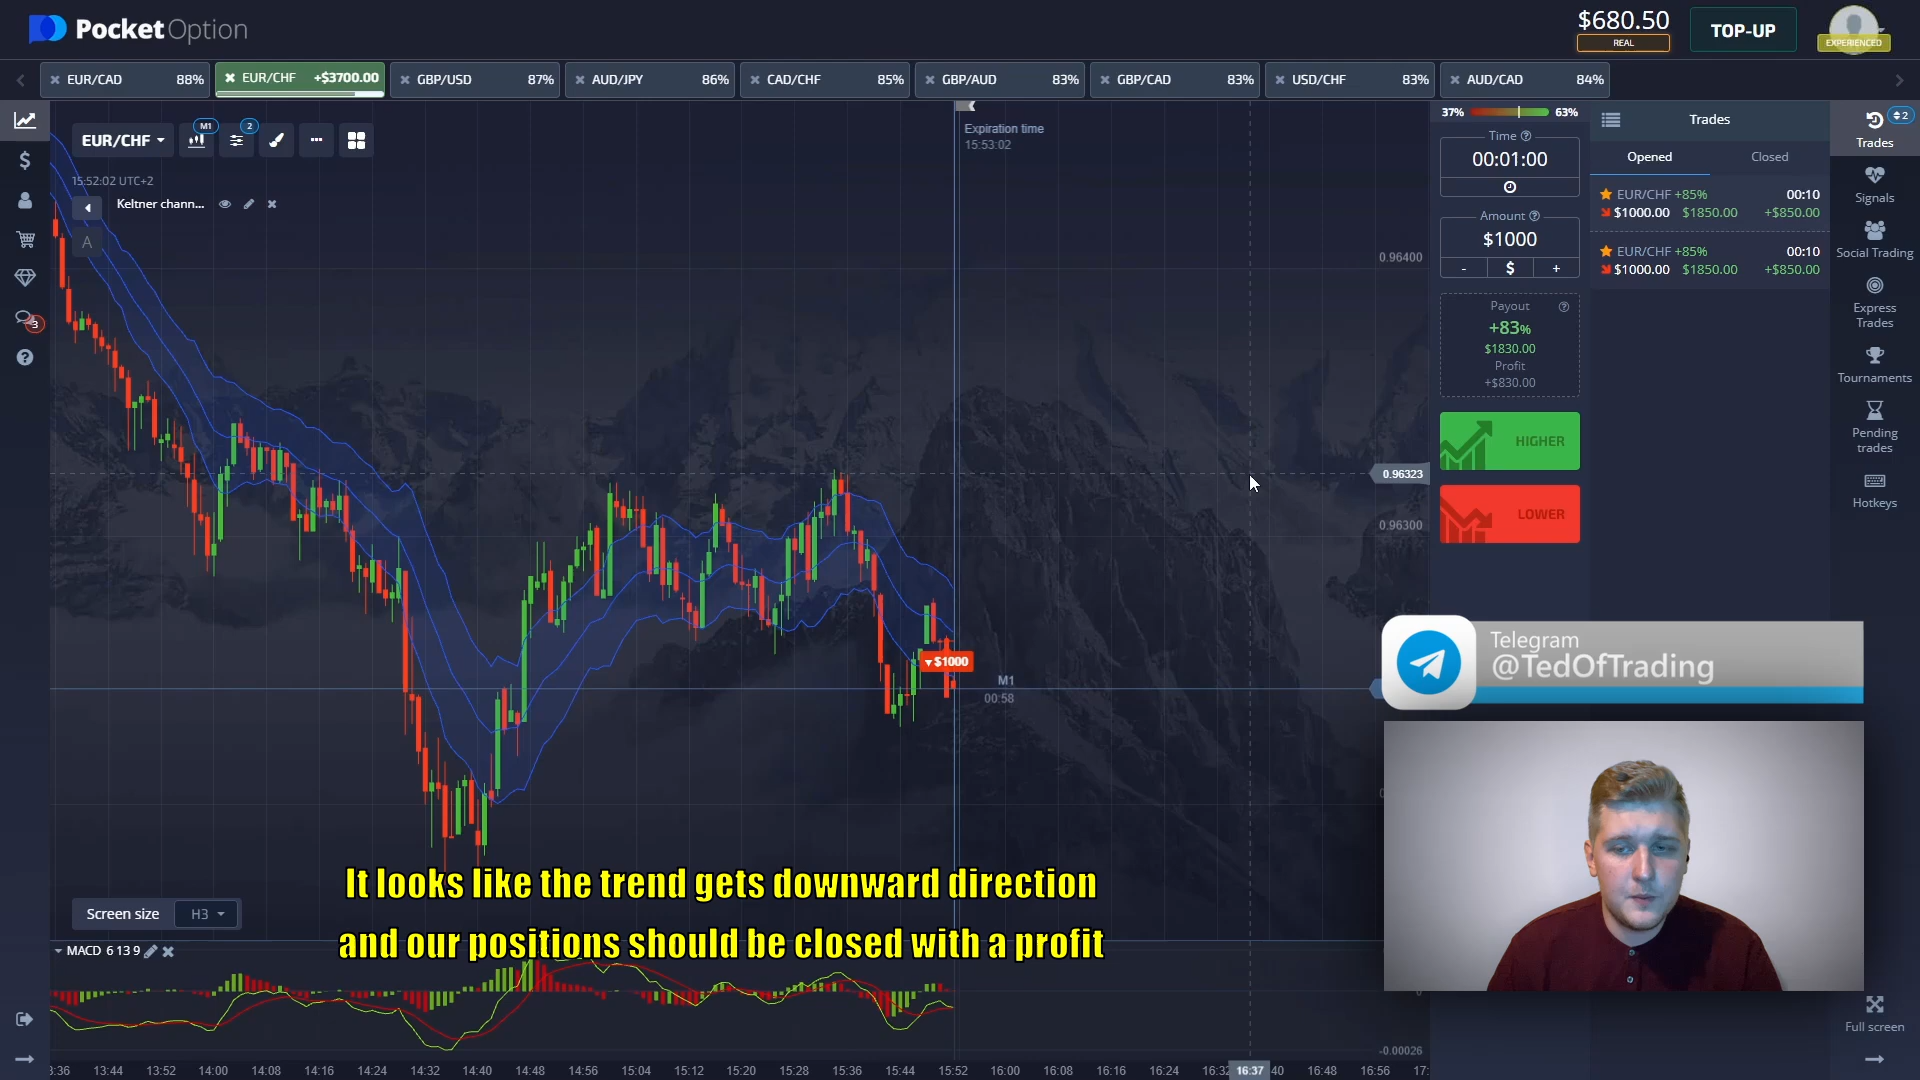 PocketOption
$680.50
REAL
TOP-UP
EXPERIENCED
EUR/CAD 88%
EUR/CHF +$3700.00
GBP/USD 87%
AUD/JPY 86%
CAD/CHF 85%
GBP/AUD 83%
GBP/CAD 83%
USD/CHF 83%
AUD/CAD 84%
EUR/CHF
M1
2
15:52:02 UTC+2
Keltner chann...
A
3
Expiration time
15:53:02
37% 63%
Time
00:01:00
Amount
$1000
- $ +
Payout
+83%
$1830.00
Profit
+$830.00
HIGHER
LOWER
0.96400
0.96323
0.96300
$1000
M1
00:58
Trades
Opened Closed
EUR/CHF +85% 00:10
$1000.00 $1850.00 +$850.00
EUR/CHF +85% 00:10
$1000.00 $1850.00 +$850.00
2
Trades
Signals
Social Trading
Express
Trades
Tournaments
Pending
trades
Hotkeys
Telegram
@TedOfTrading
It looks like the trend gets downward direction
and our positions should be closed with a profit
Screen size H3
MACD 6 13 9
0
-0.00026
Full screen
:36 13:44 13:52 14:00 14:08 14:16 14:24 14:32 14:40 14:48 14:56 15:04 15:12 15:20 15:28 15:36 15:44 15:52 16:00 16:08 16:16 16:24 16:32 16:37 :40 16:48 16:56 17: